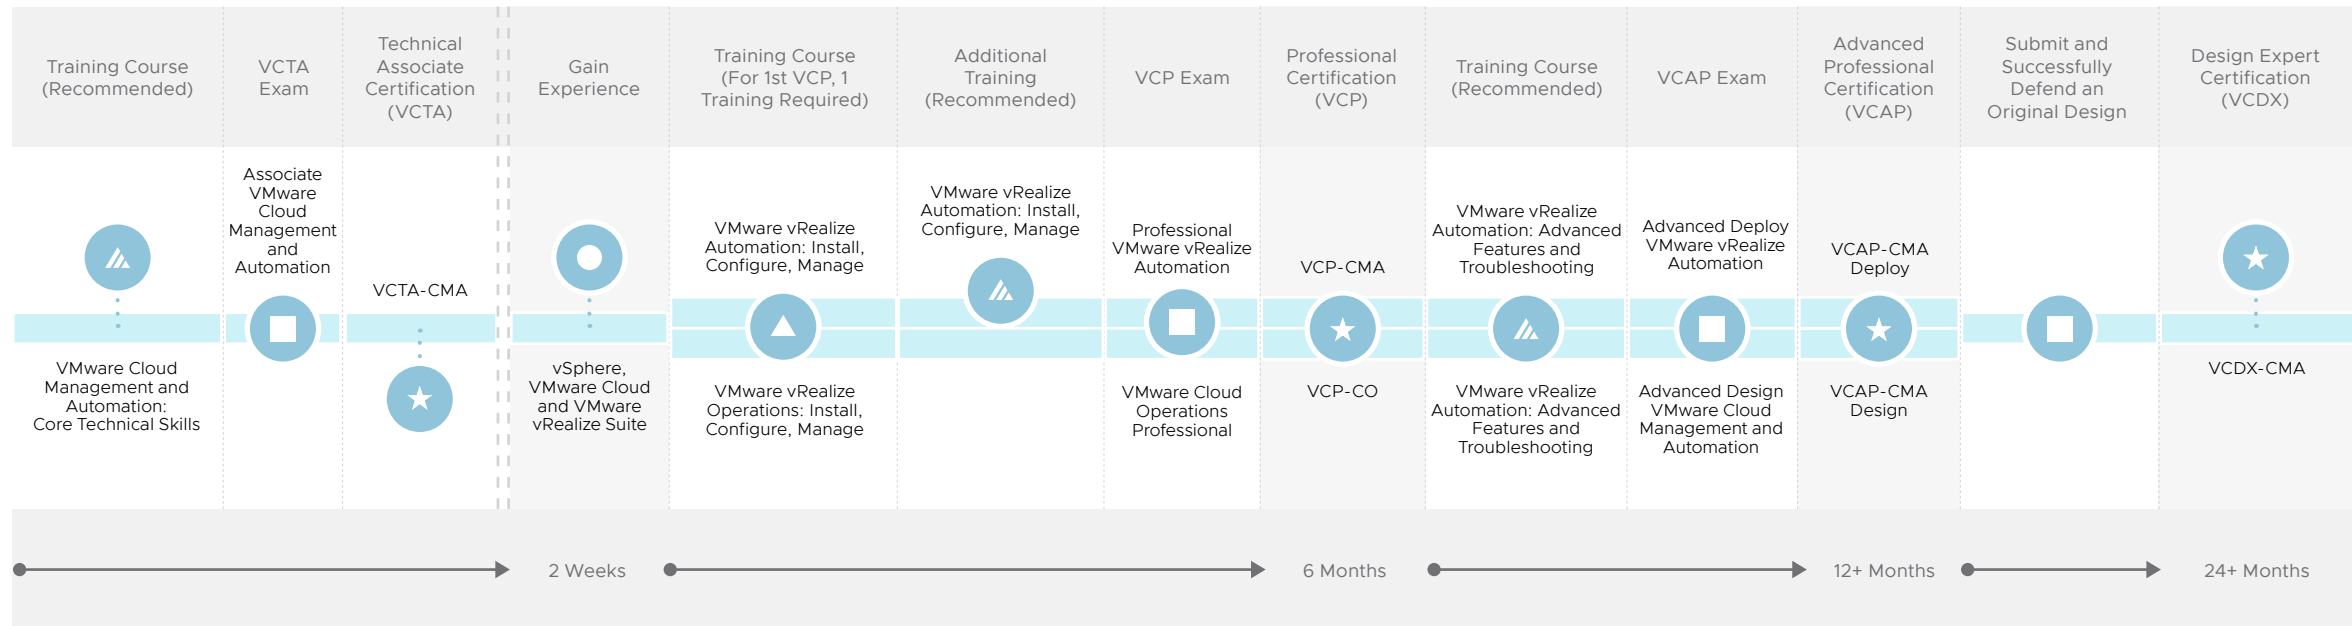 Training Course
(Recommended)
VCTA
Exam
Technical
Associate
Certification
(VCTA)
Gain
Experience
Training Course
(For 1st VCP, 1
Training Required)
Additional
Training
(Recommended)
VCP Exam
Professional
Certification
(VCP)
Training Course
(Recommended)
VCAP Exam
Advanced
Professional
Certification
(VCAP)
Submit and
Successfully
Defend an
Original Design
Design Expert
Certification
(VCDX)
VMware Cloud
Management and
Automation:
Core Technical Skills
Associate
VMware
Cloud
Management
and
Automation
VCTA-CMA
vSphere,
VMware Cloud
and VMware
vRealize Suite
VMware vRealize
Automation: Install,
Configure, Manage
VMware vRealize
Operations: Install,
Configure, Manage
VMware vRealize
Automation: Install,
Configure, Manage
Professional
VMware vRealize
Automation
VMware Cloud
Operations
Professional
VCP-CMA
VCP-CO
VMware vRealize
Automation: Advanced
Features and
Troubleshooting
VMware vRealize
Automation: Advanced
Features and
Troubleshooting
Advanced Deploy
VMware vRealize
Automation
Advanced Design
VMware Cloud
Management and
Automation
VCAP-CMA
Deploy
VCAP-CMA
Design
VCDX-CMA
2 Weeks
6 Months
12+ Months
24+ Months